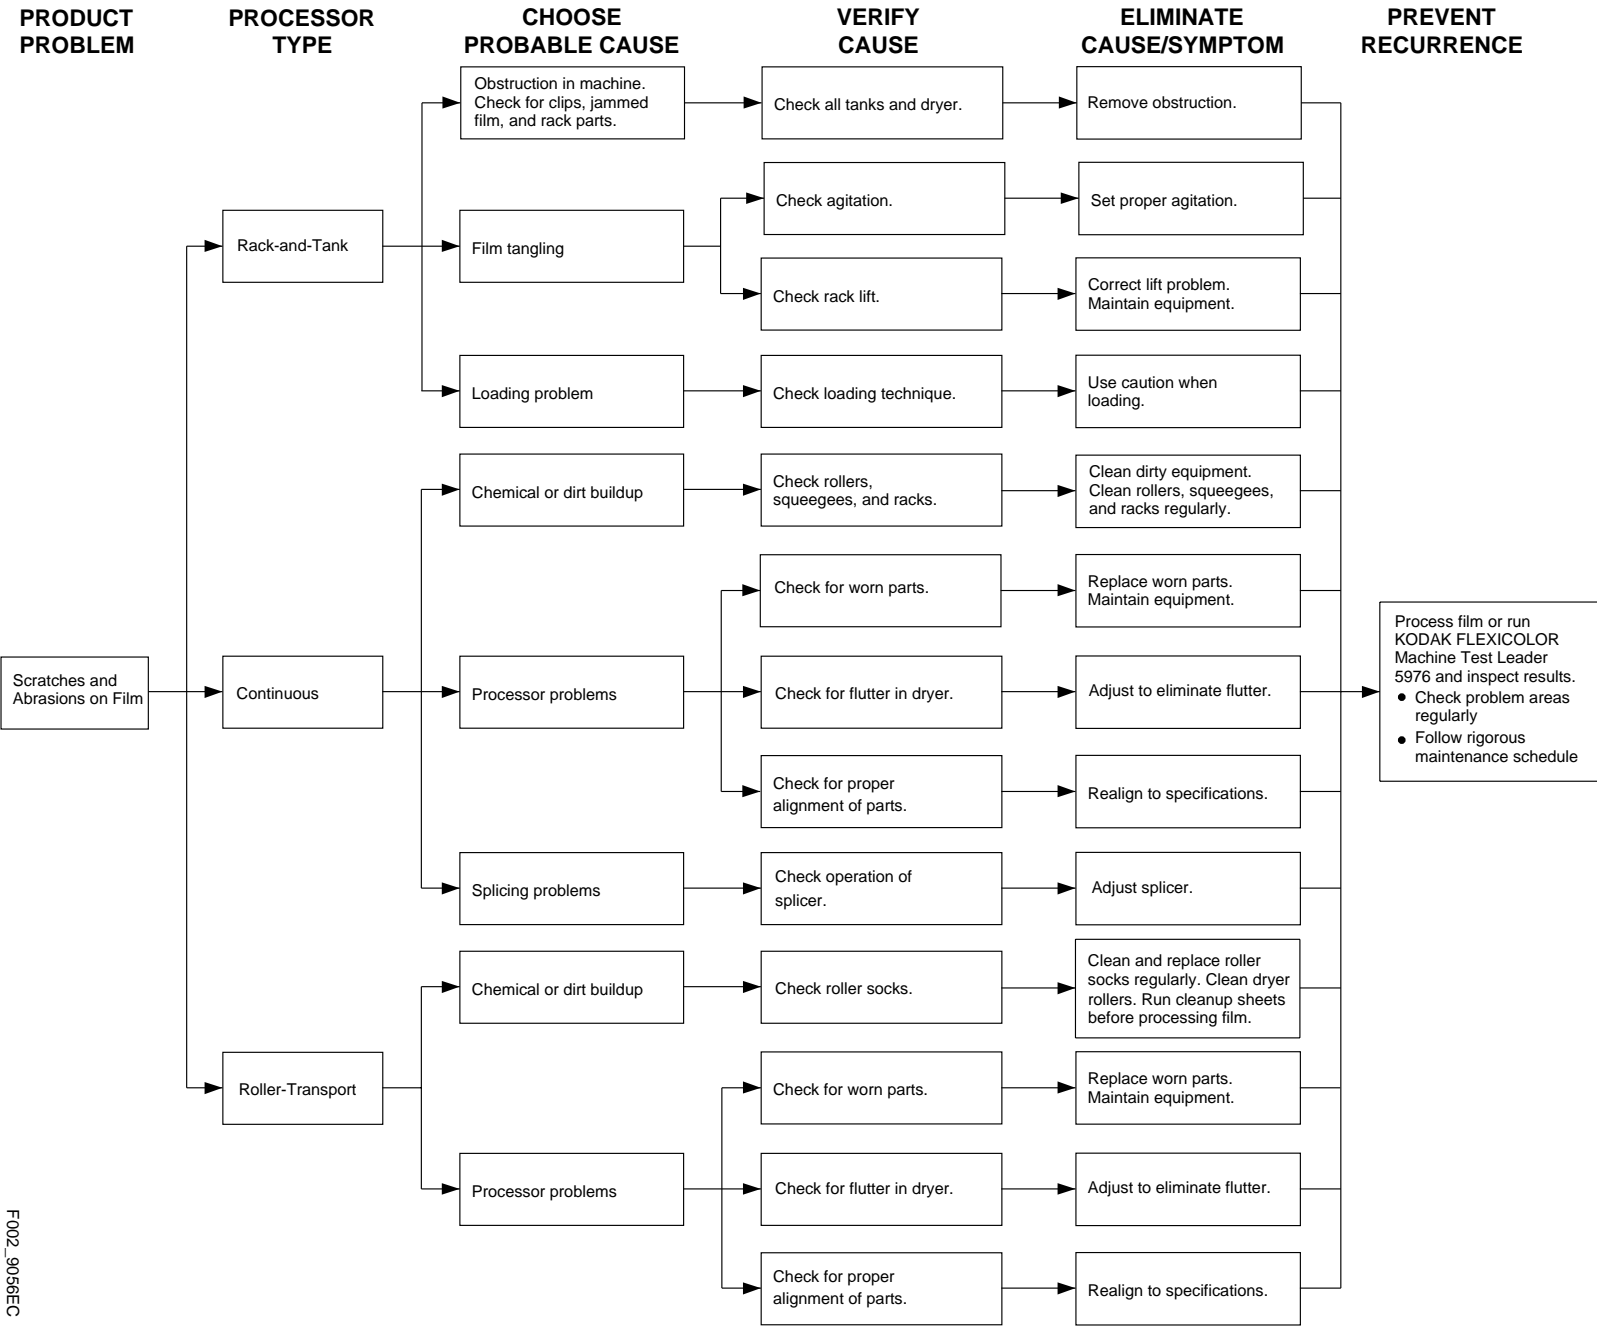 PRODUCT
PROBLEM
PROCESSOR
TYPE
CHOOSE
PROBABLE CAUSE
VERIFY
CAUSE
ELIMINATE
CAUSE/SYMPTOM
PREVENT
RECURRENCE
Scratches and
Abrasions on Film
Rack-and-Tank
Obstruction in machine.
Check for clips, jammed
film, and rack parts.
Check all tanks and dryer.
Remove obstruction.
Film tangling
Check agitation.
Set proper agitation.
Check rack lift.
Correct lift problem.
Maintain equipment.
Loading problem
Check loading technique.
Use caution when
loading.
Continuous
Chemical or dirt buildup
Check rollers,
squeegees, and racks.
Clean dirty equipment.
Clean rollers, squeegees,
and racks regularly.
Processor problems
Check for worn parts.
Replace worn parts.
Maintain equipment.
Check for flutter in dryer.
Adjust to eliminate flutter.
Check for proper
alignment of parts.
Realign to specifications.
Splicing problems
Check operation of
splicer.
Adjust splicer.
Roller-Transport
Chemical or dirt buildup
Check roller socks.
Clean and replace roller
socks regularly. Clean dryer
rollers. Run cleanup sheets
before processing film.
Processor problems
Check for worn parts.
Replace worn parts.
Maintain equipment.
Check for flutter in dryer.
Adjust to eliminate flutter.
Check for proper
alignment of parts.
Realign to specifications.
Process film or run
KODAK FLEXICOLOR
Machine Test Leader
5976 and inspect results.
• Check problem areas
regularly
• Follow rigorous
maintenance schedule
F002_9056EC